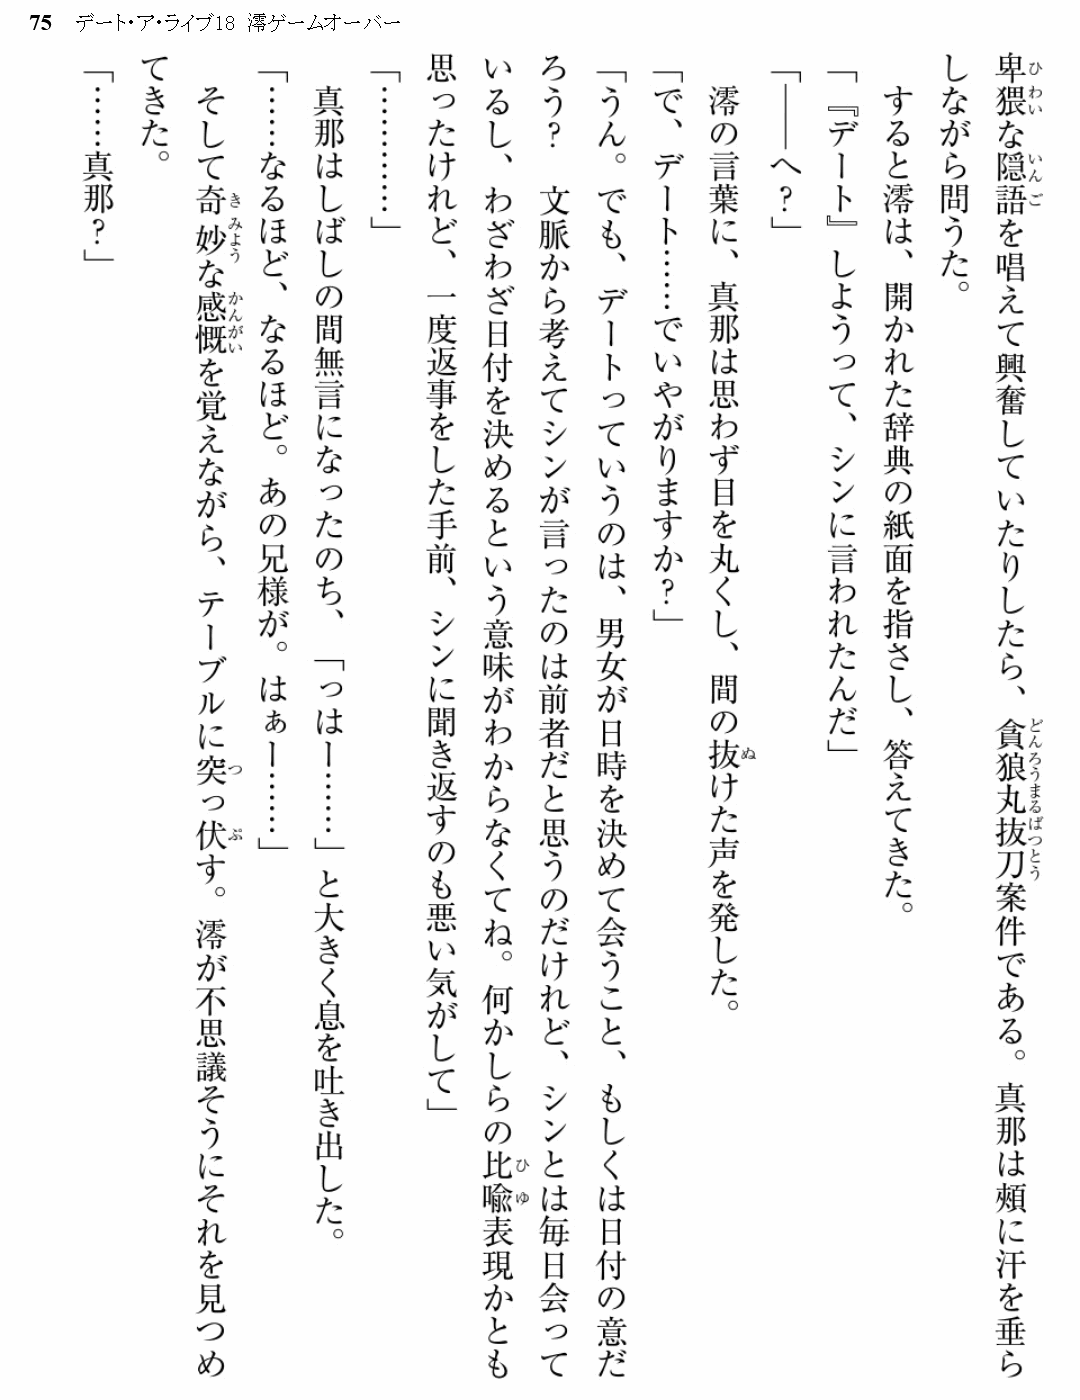 75 デート・ア・ライブ18 澪ゲームオーバー
卑猥な隠語を唱えて興奮していたりしたら、貪狼丸抜刀案件である。真那は頰に汗を垂ら
しながら問うた。
すると澪は、開かれた辞典の紙面を指さし、答えてきた。
「『デート』しようって、シンに言われたんだ」
「――へ？」
澪の言葉に、真那は思わず目を丸くし、間の抜けた声を発した。
「で、デート……でいやがりますか？」
「うん。でも、デートっていうのは、男女が日時を決めて会うこと、もしくは日付の意だ
ろう？　文脈から考えてシンが言ったのは前者だと思うのだけれど、シンとは毎日会って
いるし、わざわざ日付を決めるという意味がわからなくてね。何かしらの比喩表現かとも
思ったけれど、一度返事をした手前、シンに聞き返すのも悪い気がして」
「…………」
真那はしばしの間無言になったのち、「っはー……」と大きく息を吐き出した。
「……なるほど、なるほど。あの兄様が。はぁー……」
そして奇妙な感慨を覚えながら、テーブルに突っ伏す。澪が不思議そうにそれを見つめ
てきた。
「……真那？」